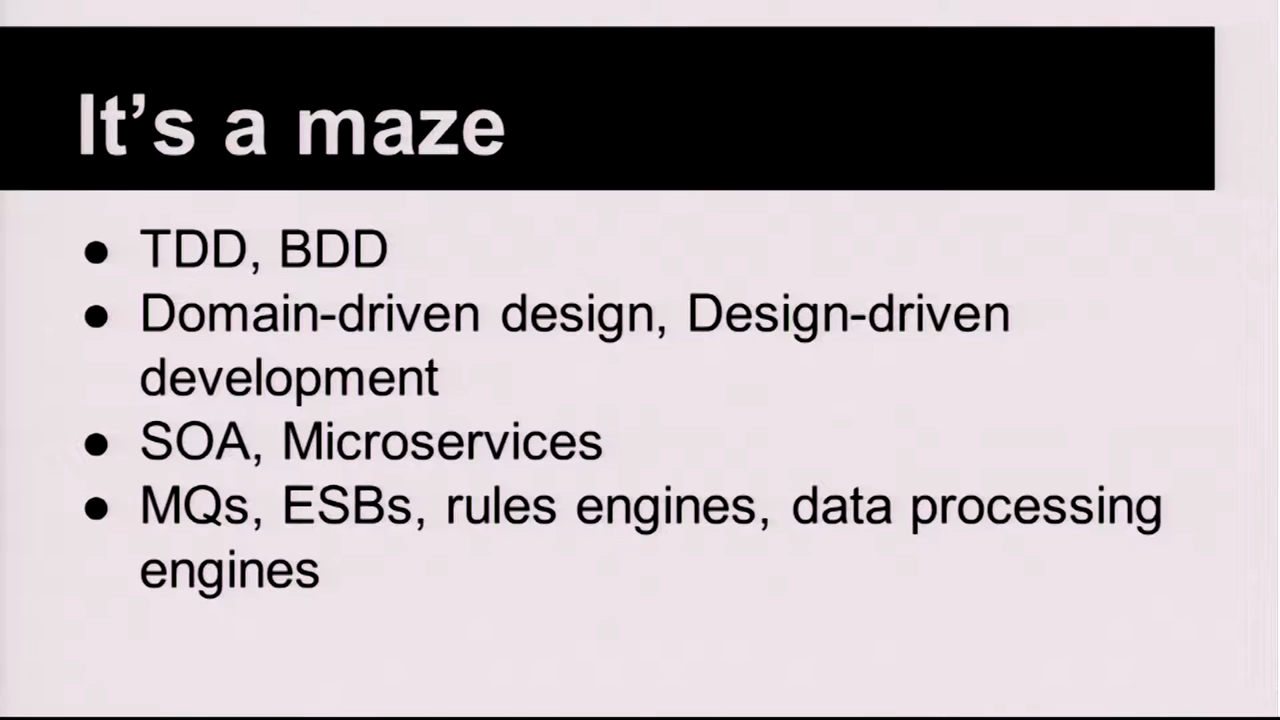 It’s a maze
● TDD, BDD
● Domain-driven design, Design-driven
development
● SOA, Microservices
● MQs, ESBs, rules engines, data processing
engines